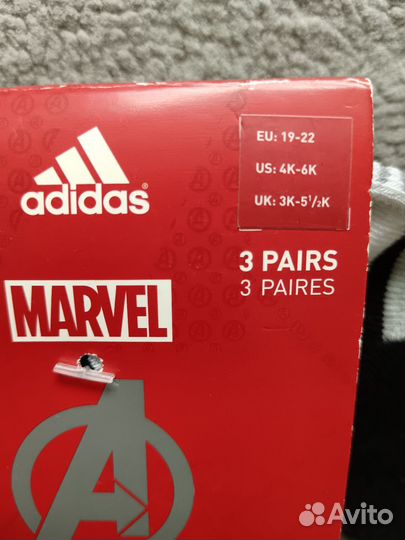 adidas
EU: 19-22
US: 4K-6K
UK: 3K-5½K
3 PAIRS
3 PAIRES
MARVEL
Avito